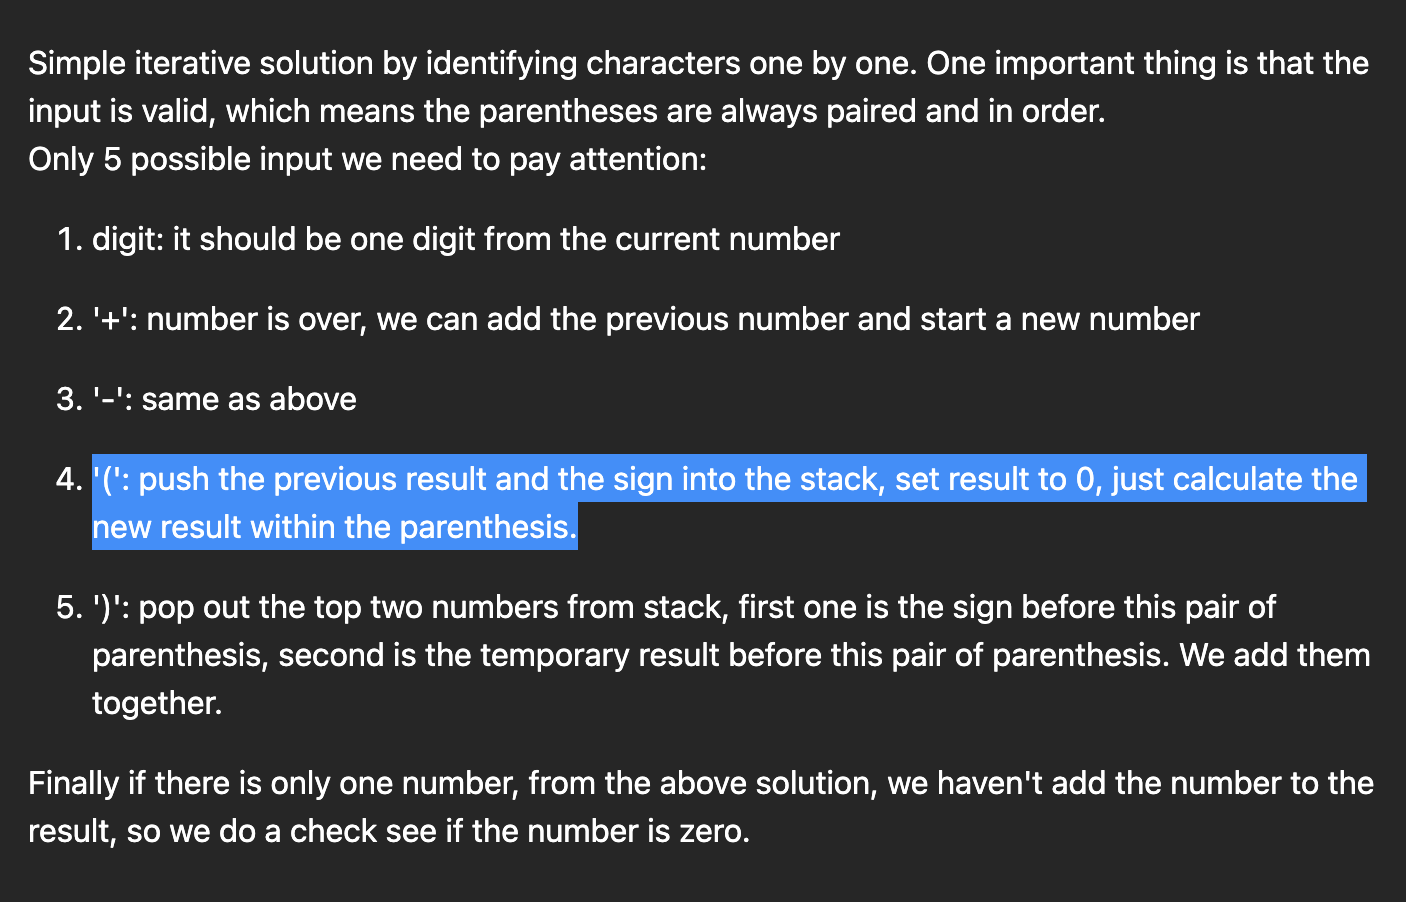 Simple iterative solution by identifying characters one by one. One important thing is that the
input is valid, which means the parentheses are always paired and in order.
Only 5 possible input we need to pay attention:
1. digit: it should be one digit from the current number
2. '+': number is over, we can add the previous number and start a new number
3. '-': same as above
4. '(': push the previous result and the sign into the stack, set result to 0, just calculate the
new result within the parenthesis.
5. ')': pop out the top two numbers from stack, first one is the sign before this pair of
parenthesis, second is the temporary result before this pair of parenthesis. We add them
together.
Finally if there is only one number, from the above solution, we haven't add the number to the
result, so we do a check see if the number is zero.